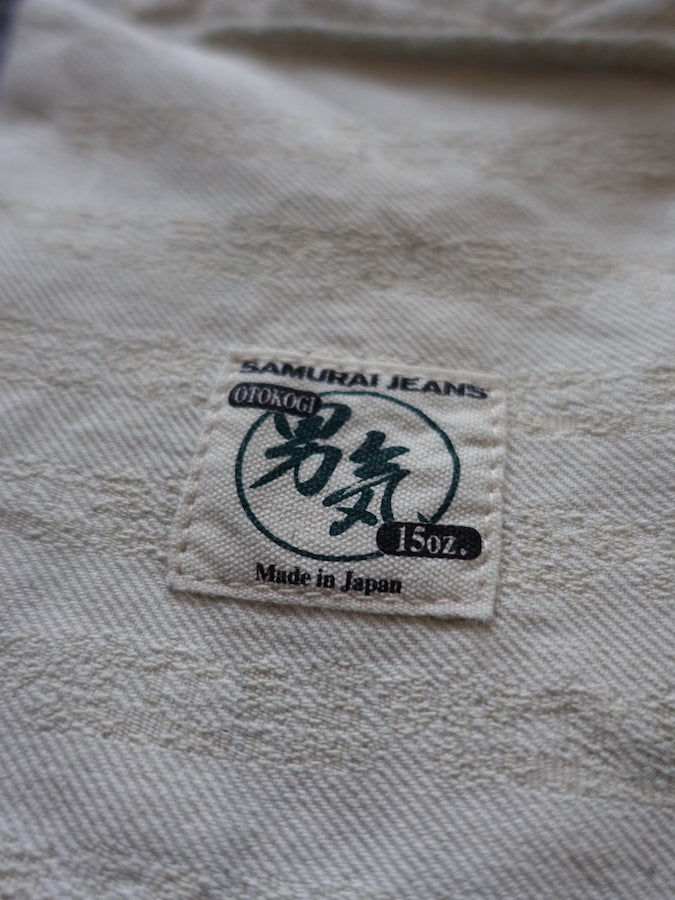 SAMURAI JEANS
OTOKOGI
男気
15oz.
Made in Japan